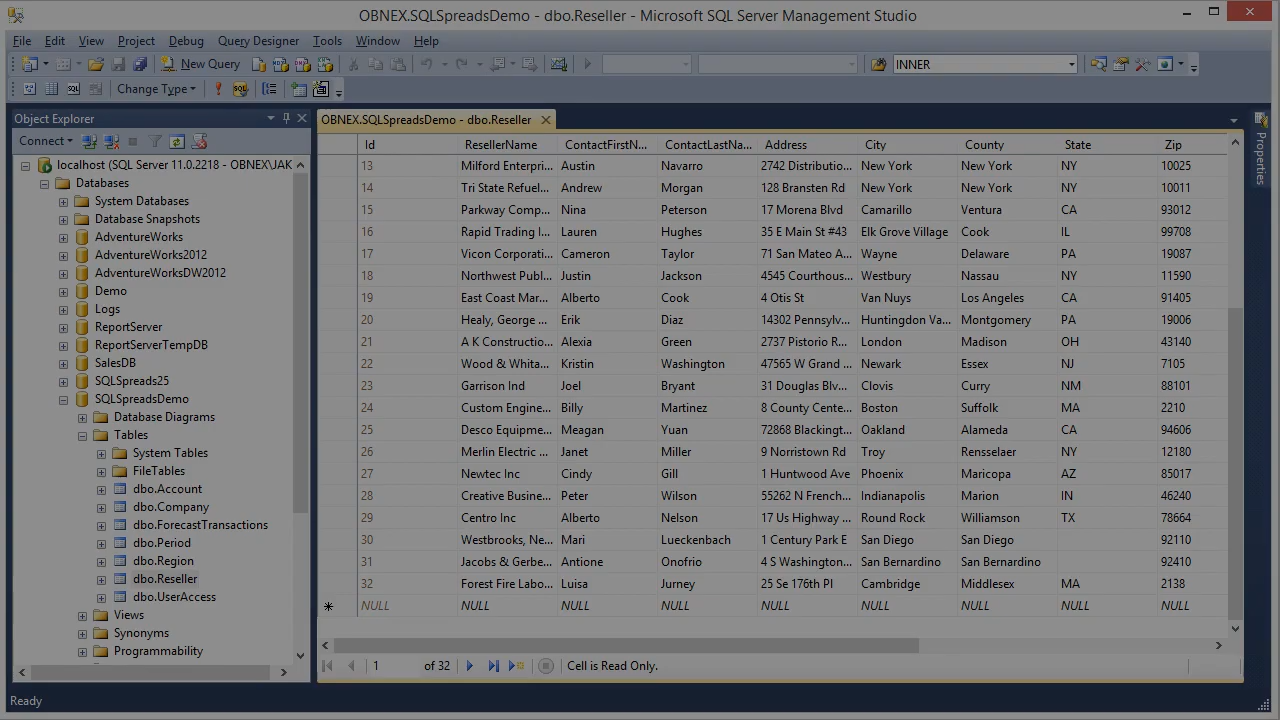 OBNEX.SQLSpreadsDemo - dbo.Reseller - Microsoft SQL Server Management Studio
File Edit View Project Debug Query Designer Tools Window Help
New Query INNER
Change Type
Object Explorer
Connect
localhost (SQL Server 11.0.2218 - OBNEX\JAK
Databases
System Databases
Database Snapshots
AdventureWorks
AdventureWorks2012
AdventureWorksDW2012
Demo
Logs
ReportServer
ReportServerTempDB
SalesDB
SQLSpreads25
SQLSpreadsDemo
Database Diagrams
Tables
System Tables
FileTables
dbo.Account
dbo.Company
dbo.ForecastTransactions
dbo.Period
dbo.Region
dbo.Reseller
dbo.UserAccess
Views
Synonyms
Programmability
OBNEX.SQLSpreadsDemo - dbo.Reseller
Id ResellerName ContactFirstN... ContactLastNa... Address City County State Zip
13 Milford Enterpri... Austin Navarro 2742 Distributio... New York New York NY 10025
14 Tri State Refuel... Andrew Morgan 128 Bransten Rd New York New York NY 10011
15 Parkway Comp... Nina Peterson 17 Morena Blvd Camarillo Ventura CA 93012
16 Rapid Trading I... Lauren Hughes 35 E Main St #43 Elk Grove Village Cook IL 99708
17 Vicon Corporati... Cameron Taylor 71 San Mateo A... Wayne Delaware PA 19087
18 Northwest Publ... Justin Jackson 4545 Courthous... Westbury Nassau NY 11590
19 East Coast Mar... Alberto Cook 4 Otis St Van Nuys Los Angeles CA 91405
20 Healy, George ... Erik Diaz 14302 Pennsylv... Huntingdon Va... Montgomery PA 19006
21 A K Constructio... Alexia Green 2737 Pistorio R... London Madison OH 43140
22 Wood & Whita... Kristin Washington 47565 W Grand ... Newark Essex NJ 7105
23 Garrison Ind Joel Bryant 31 Douglas Blv... Clovis Curry NM 88101
24 Custom Engine... Billy Martinez 8 County Cente... Boston Suffolk MA 2210
25 Desco Equipme... Meagan Yuan 72868 Blackingt... Oakland Alameda CA 94606
26 Merlin Electric ... Janet Miller 9 Norristown Rd Troy Rensselaer NY 12180
27 Newtec Inc Cindy Gill 1 Huntwood Ave Phoenix Maricopa AZ 85017
28 Creative Busine... Peter Wilson 55262 N French... Indianapolis Marion IN 46240
29 Centro Inc Alberto Nelson 17 Us Highway ... Round Rock Williamson TX 78664
30 Westbrooks, Ne... Mari Lueckenbach 1 Century Park E San Diego San Diego 92110
31 Jacobs & Gerbe... Antione Onofrio 4 S Washington... San Bernardino San Bernardino 92410
32 Forest Fire Labo... Luisa Jurney 25 Se 176th Pl Cambridge Middlesex MA 2138
NULL NULL NULL NULL NULL NULL NULL NULL NULL
1 of 32 Cell is Read Only.
Properties
Ready